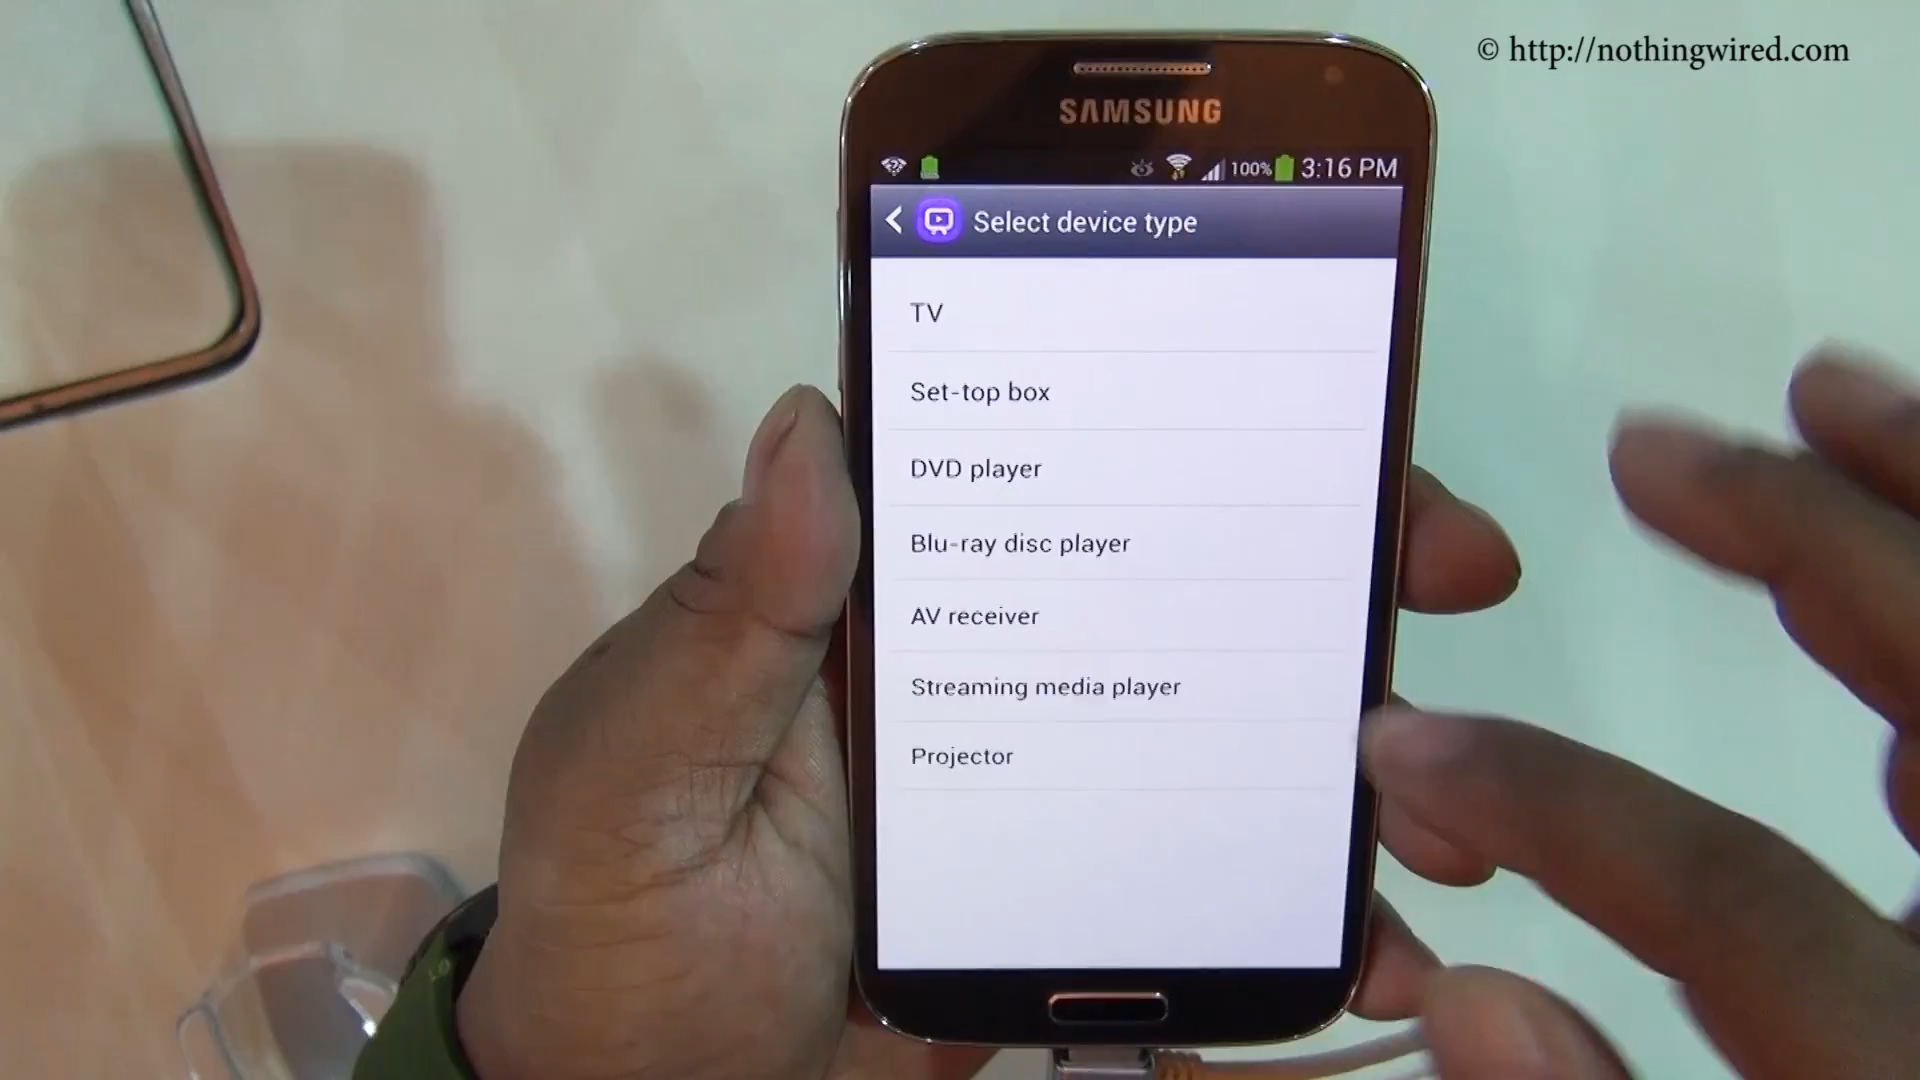 © http://nothingwired.com
SAMSUNG
100% 3:16 PM
Select device type
TV
Set-top box
DVD player
Blu-ray disc player
AV receiver
Streaming media player
Projector